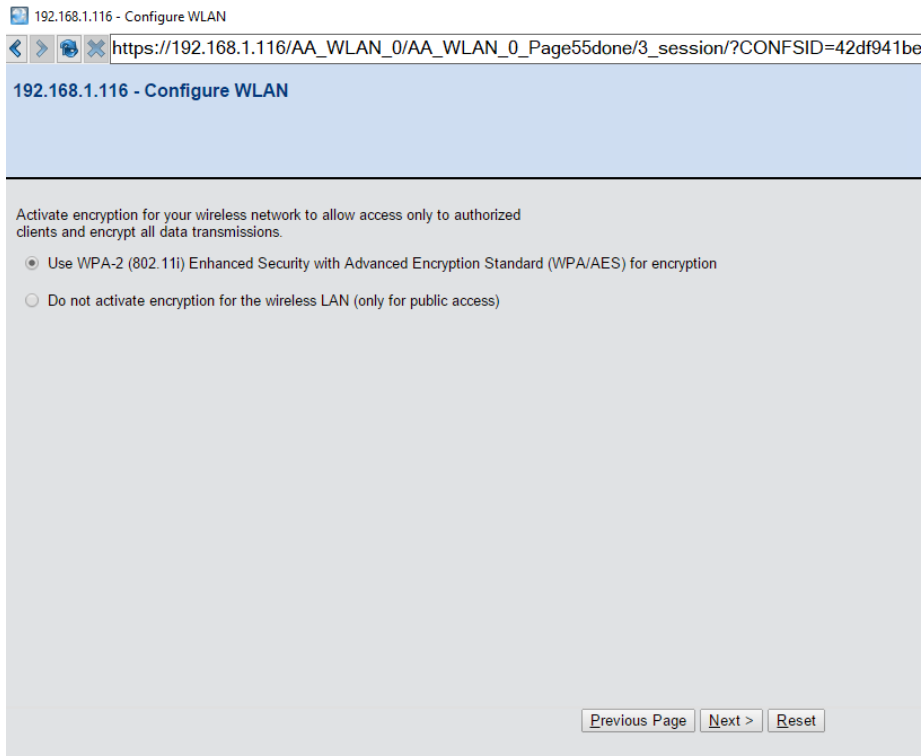 192.168.1.116 - Configure WLAN
https://192.168.1.116/AA_WLAN_0/AA_WLAN_0_Page55done/3_session/?CONFSID=42df941be
192.168.1.116 - Configure WLAN
Activate encryption for your wireless network to allow access only to authorized
clients and encrypt all data transmissions.
Use WPA-2 (802.11i) Enhanced Security with Advanced Encryption Standard (WPA/AES) for encryption
Do not activate encryption for the wireless LAN (only for public access)
Previous Page Next > Reset